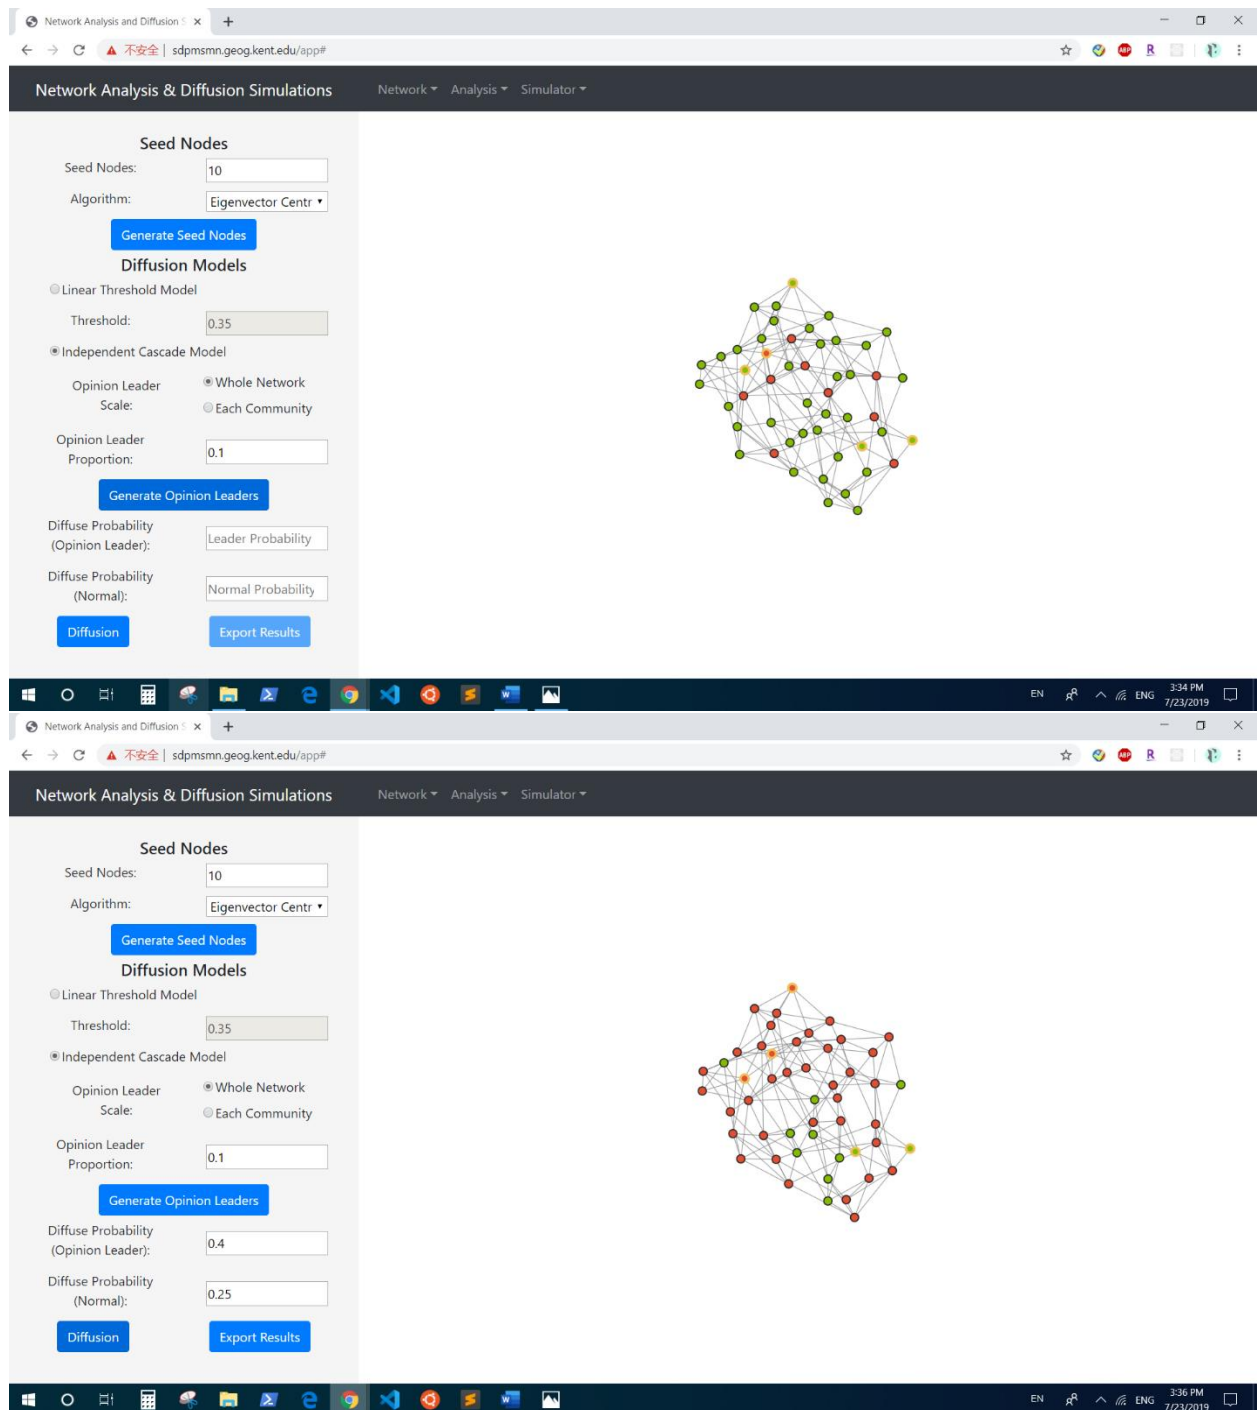 Network Analysis and Diffusion S
不安全 | sdpmsmn.geog.kent.edu/app#
ABP R
Network Analysis & Diffusion Simulations Network Analysis Simulator
Seed Nodes
Seed Nodes: 10
Algorithm: Eigenvector Centr
Generate Seed Nodes
Diffusion Models
Linear Threshold Model
Threshold: 0.35
Independent Cascade Model
Opinion Leader Scale: Whole Network
Each Community
Opinion Leader Proportion: 0.1
Generate Opinion Leaders
Diffuse Probability (Opinion Leader): Leader Probability
Diffuse Probability (Normal): Normal Probability
Diffusion Export Results
EN ENG 3:34 PM
7/23/2019
Network Analysis and Diffusion S
不安全 | sdpmsmn.geog.kent.edu/app#
ABP R
Network Analysis & Diffusion Simulations Network Analysis Simulator
Seed Nodes
Seed Nodes: 10
Algorithm: Eigenvector Centr
Generate Seed Nodes
Diffusion Models
Linear Threshold Model
Threshold: 0.35
Independent Cascade Model
Opinion Leader Scale: Whole Network
Each Community
Opinion Leader Proportion: 0.1
Generate Opinion Leaders
Diffuse Probability (Opinion Leader): 0.4
Diffuse Probability (Normal): 0.25
Diffusion Export Results
EN ENG 3:36 PM
7/23/2019